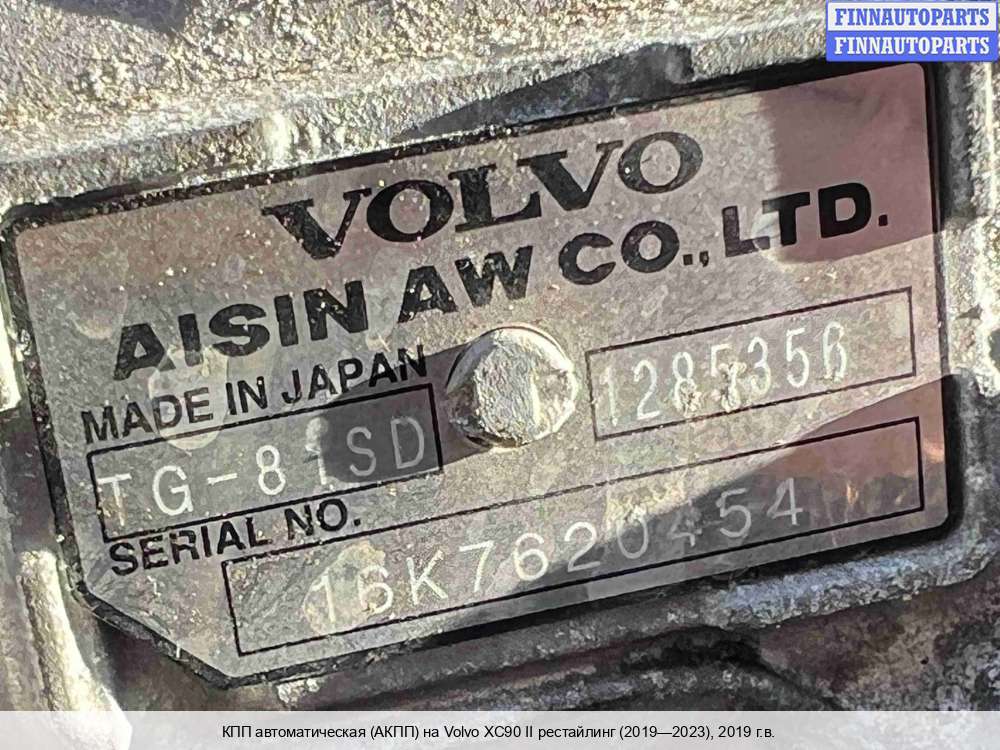 FINNAUTOPARTS
FINNAUTOPARTS
VOLVO
AISIN AW CO., LTD.
MADE IN JAPAN
1285356
TG-81SD
SERIAL NO.
16K7620454
КПП автоматическая (АКПП) на Volvo XC90 II рестайлинг (2019—2023), 2019 г.в.